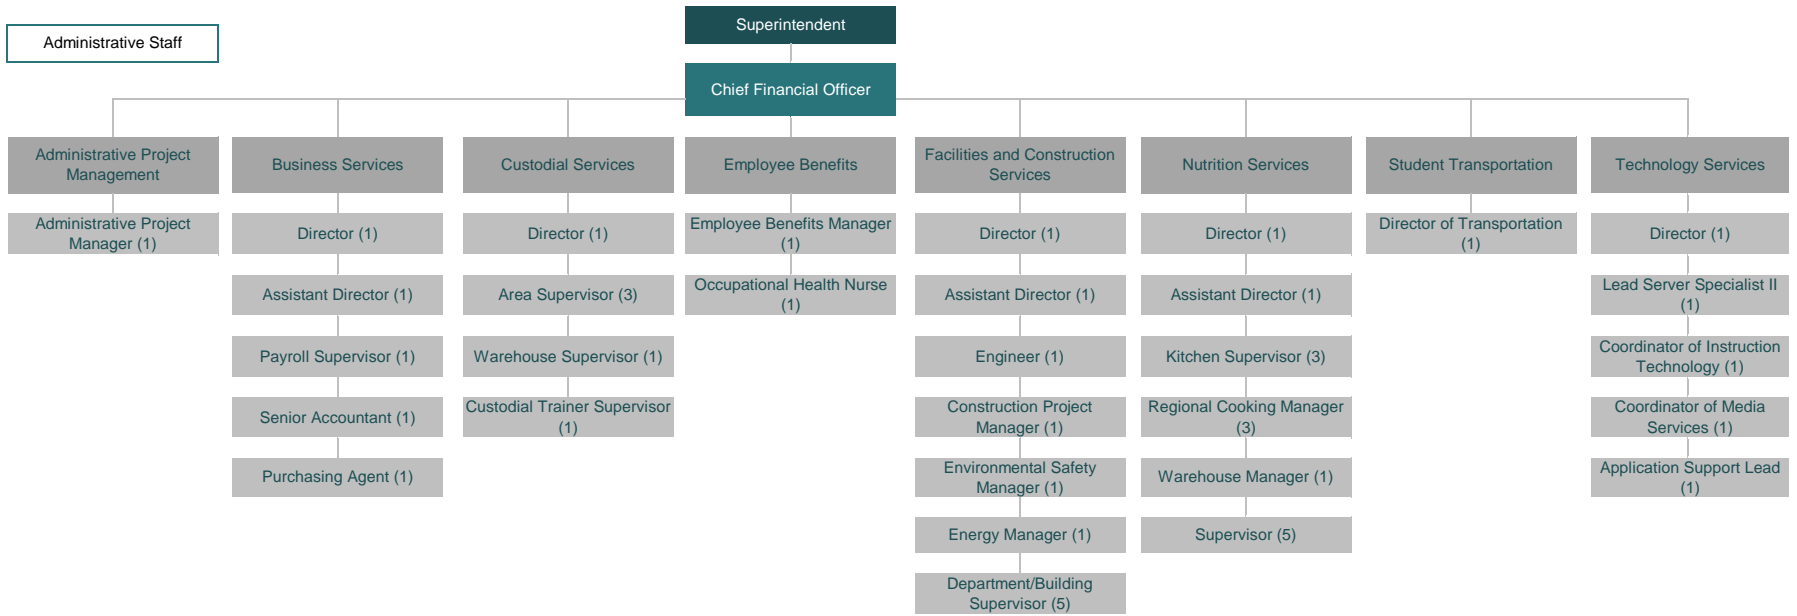 Administrative Staff
Superintendent
Chief Financial Officer
Administrative Project
Management
Administrative Project
Manager (1)
Business Services
Director (1)
Assistant Director (1)
Payroll Supervisor (1)
Senior Accountant (1)
Purchasing Agent (1)
Custodial Services
Director (1)
Area Supervisor (3)
Warehouse Supervisor (1)
Custodial Trainer Supervisor
(1)
Employee Benefits
Employee Benefits Manager
(1)
Occupational Health Nurse
(1)
Facilities and Construction
Services
Director (1)
Assistant Director (1)
Engineer (1)
Construction Project
Manager (1)
Environmental Safety
Manager (1)
Energy Manager (1)
Department/Building
Supervisor (5)
Nutrition Services
Director (1)
Assistant Director (1)
Kitchen Supervisor (3)
Regional Cooking Manager
(3)
Warehouse Manager (1)
Supervisor (5)
Student Transportation
Director of Transportation
(1)
Technology Services
Director (1)
Lead Server Specialist II
(1)
Coordinator of Instruction
Technology (1)
Coordinator of Media
Services (1)
Application Support Lead
(1)